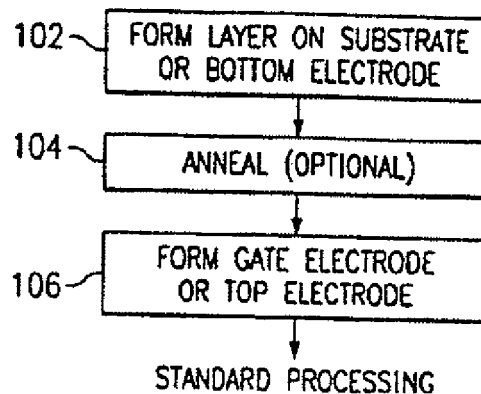 102
FORM LAYER ON SUBSTRATE
OR BOTTOM ELECTRODE
104
ANNEAL (OPTIONAL)
106
FORM GATE ELECTRODE
OR TOP ELECTRODE
STANDARD PROCESSING